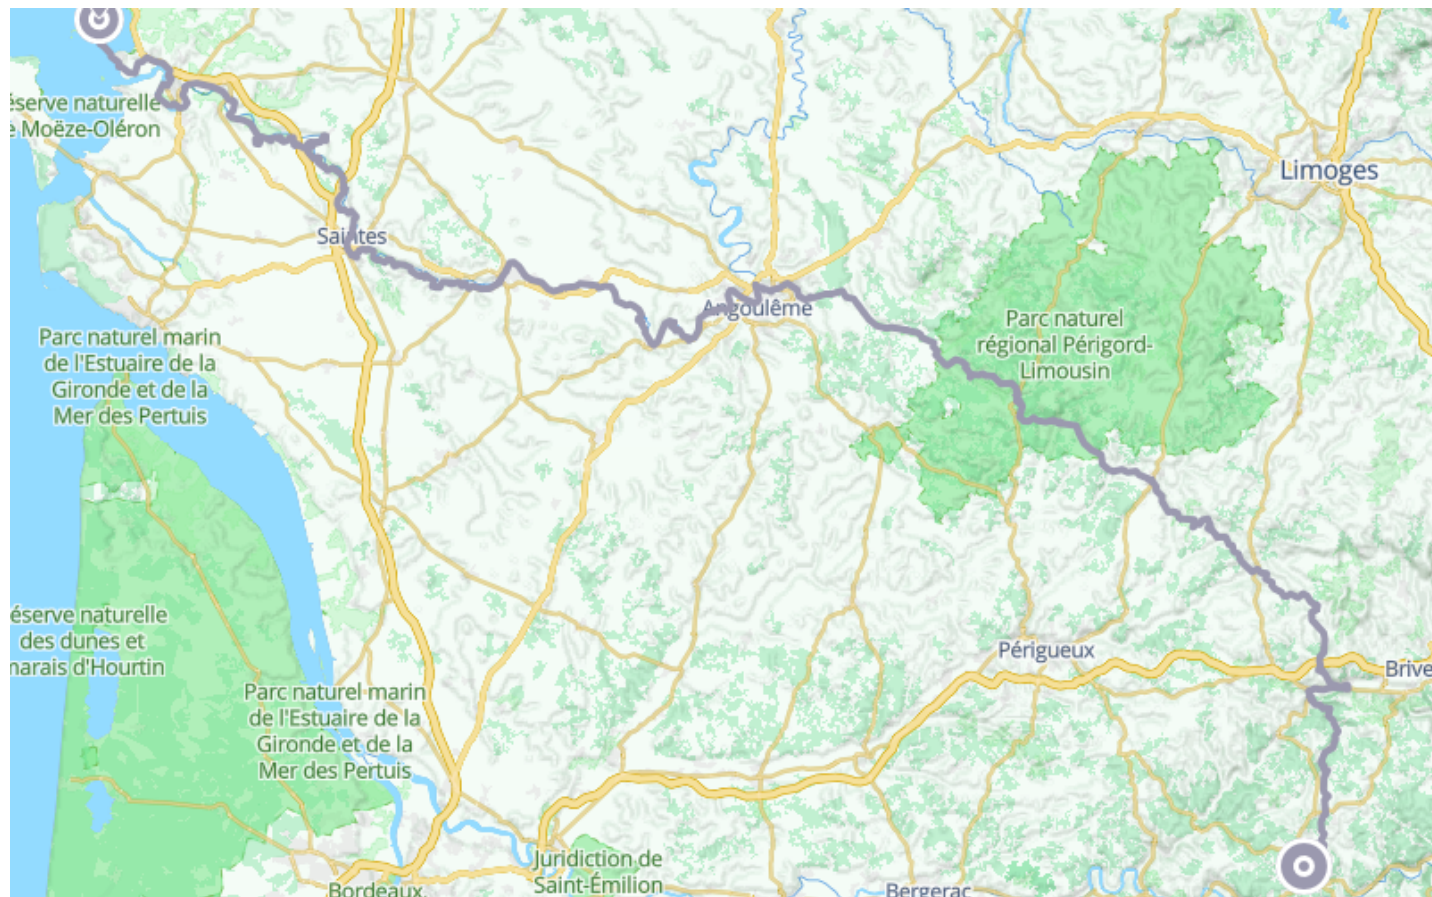 éserve naturelle
e Moëze-Oléron
Limoges
Saintes
Angoulême
Parc naturel
régional Périgord-
Limousin
Parc naturel marin
de l'Estuaire de la
Gironde et de la
Mer des Pertuis
éserve naturelle
des dunes et
marais d'Hourtin
Périgueux
Brive
Parc naturel marin
de l'Estuaire de la
Gironde et de la
Mer des Pertuis
Juridiction de
Saint-Émilion
Bordeaux
Bergerac